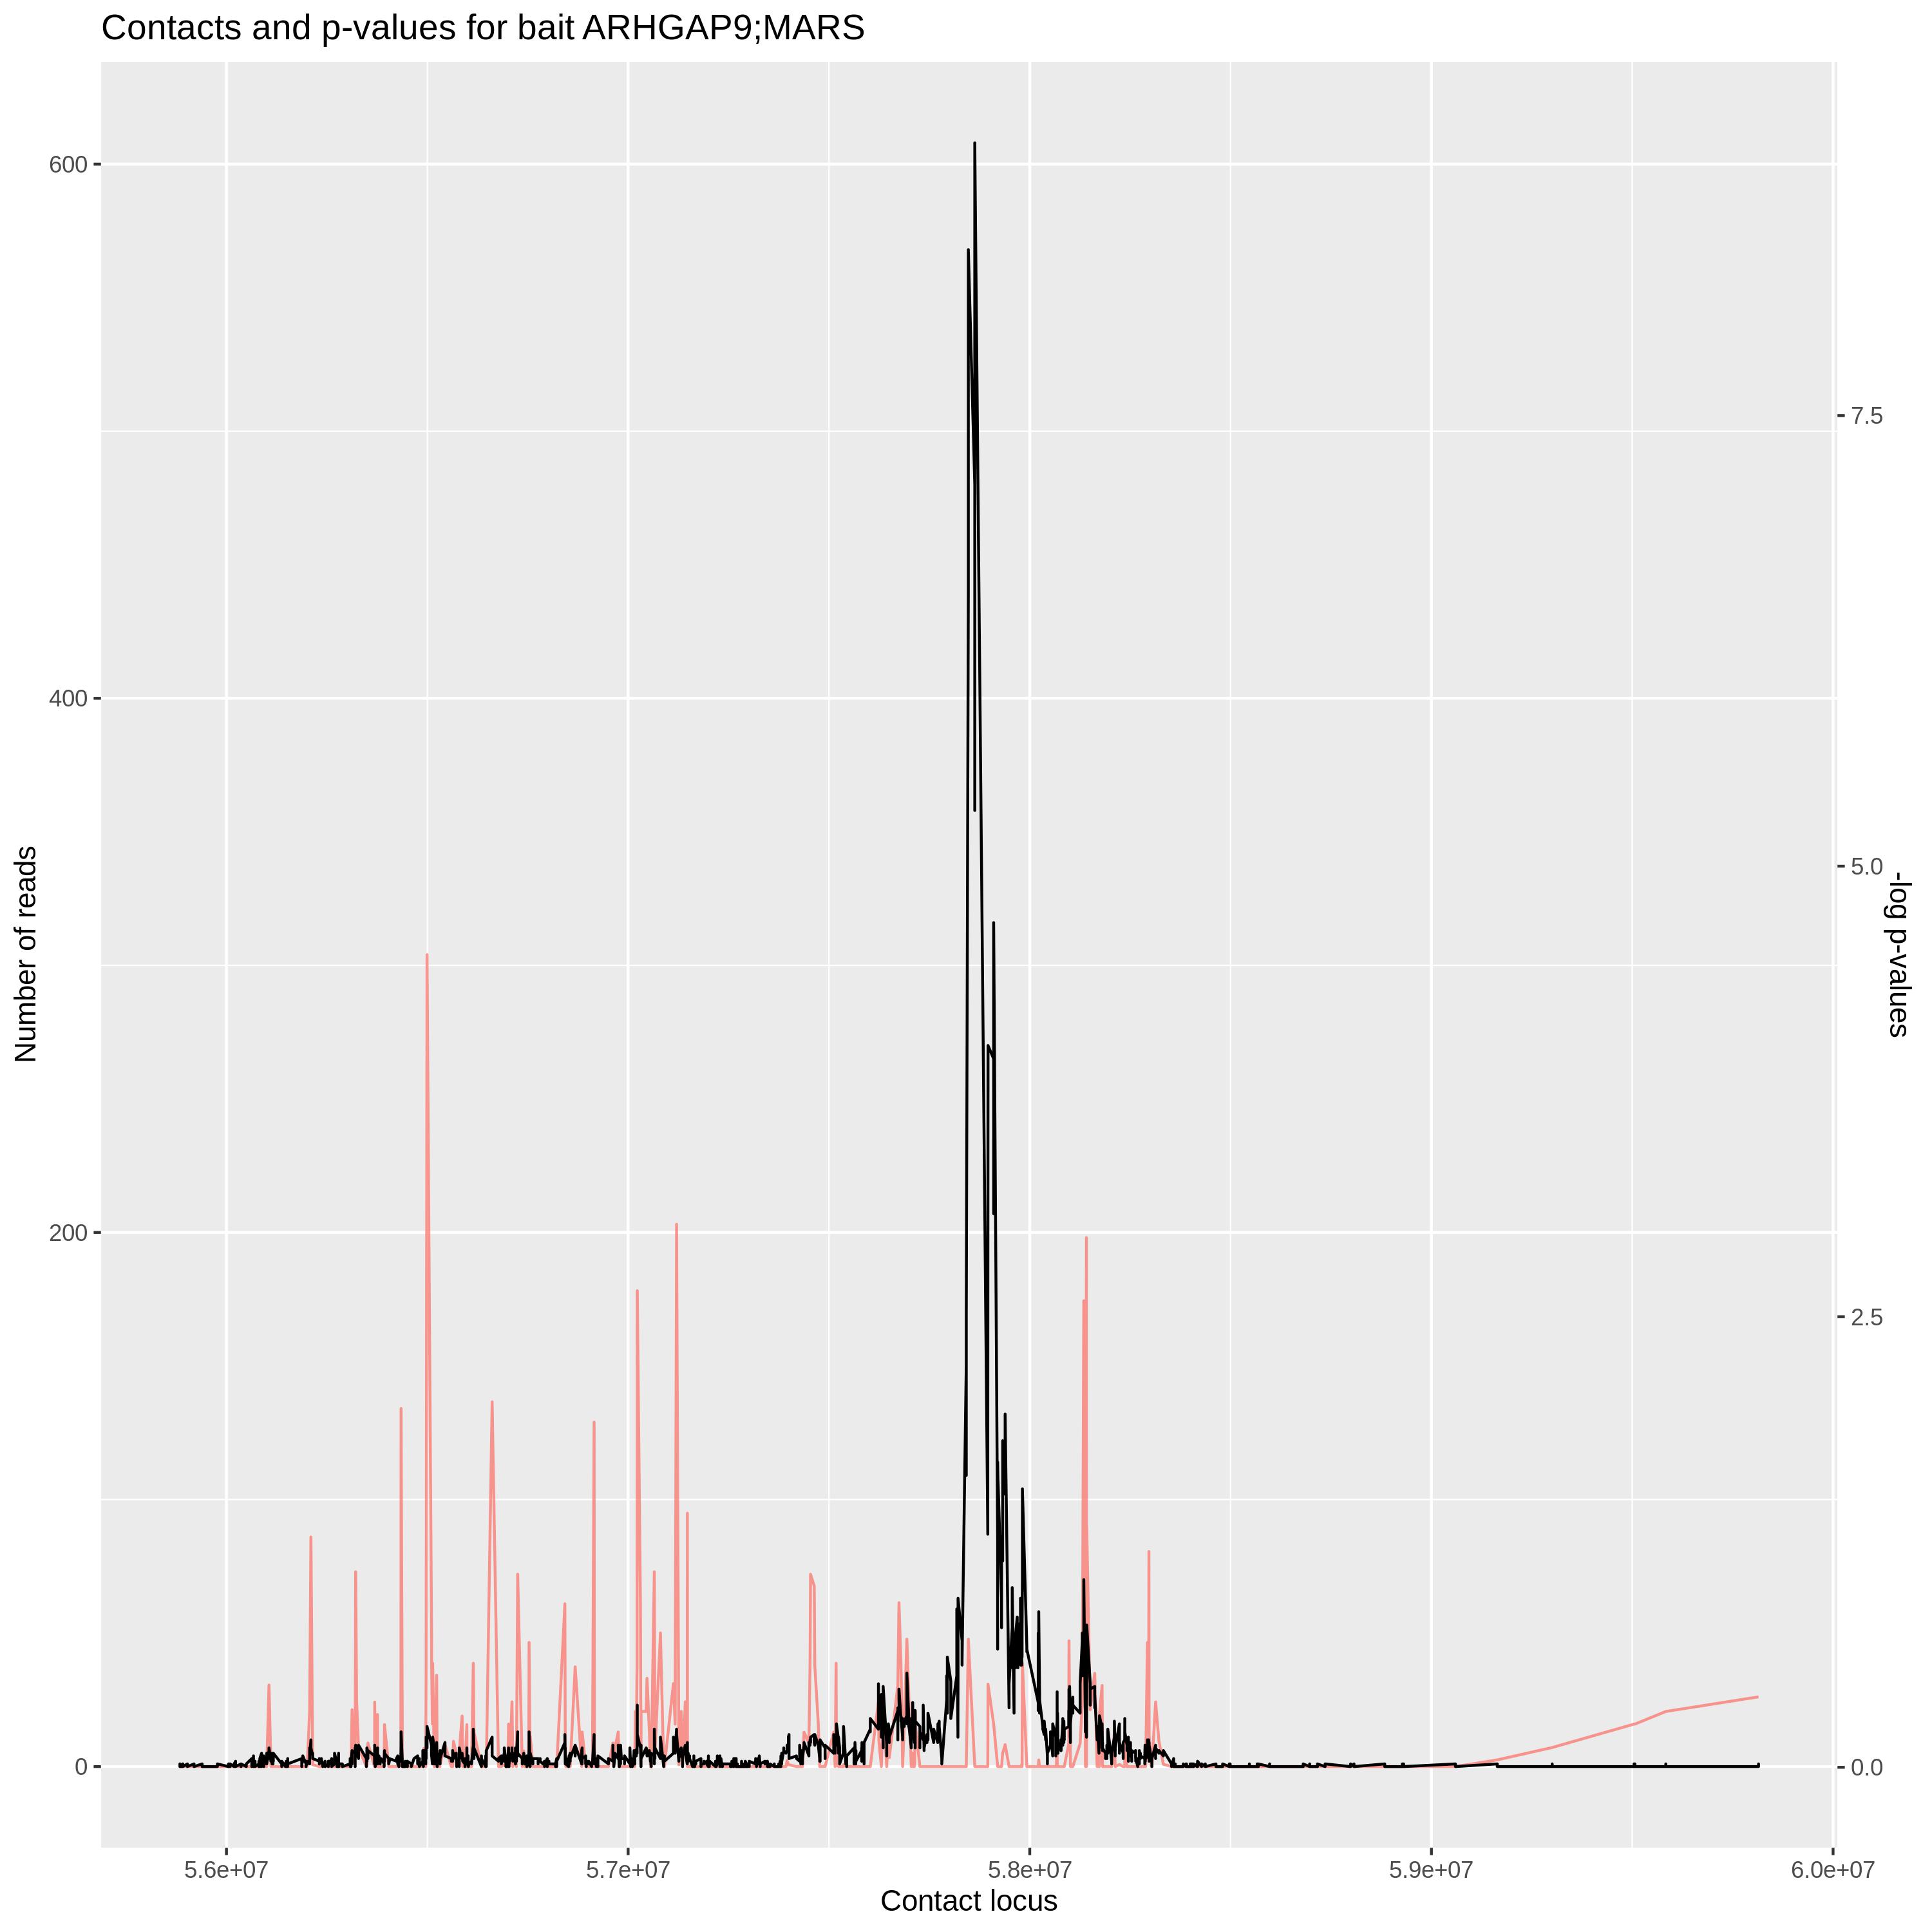 Contacts and p-values for bait ARHGAP9;MARS
600
400
200
0
Number of reads
7.5
5.0
2.5
0.0
-log p-values
5.6e+07
5.7e+07
5.8e+07
5.9e+07
6.0e+07
Contact locus